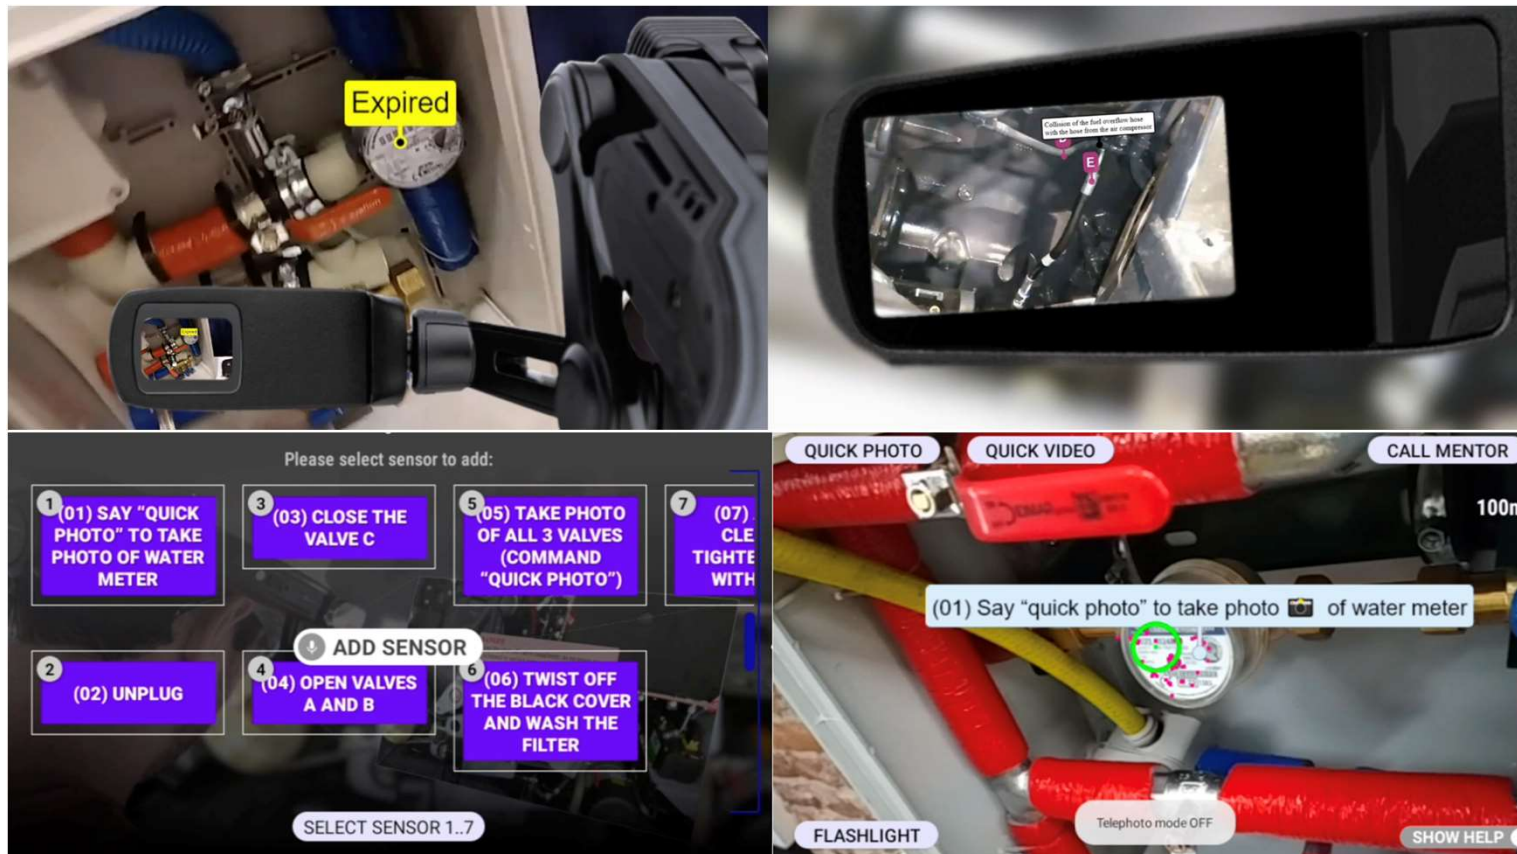 Expired
Collision of the fuel overflow hose
with the hose from the air compressor
E
Please select sensor to add:
1
(01) SAY “QUICK
PHOTO” TO TAKE
PHOTO OF WATER
METER
3
(03) CLOSE THE
VALVE C
5
(05) TAKE PHOTO
OF ALL 3 VALVES
(COMMAND
“QUICK PHOTO”)
7
(07)
CLE
TIGHTE
WITH
ADD SENSOR
2
(02) UNPLUG
4
(04) OPEN VALVES
A AND B
6
(06) TWIST OFF
THE BLACK COVER
AND WASH THE
FILTER
SELECT SENSOR 1..7
QUICK PHOTO
QUICK VIDEO
CALL MENTOR
100m
(01) Say “quick photo” to take photo 📷 of water meter
Telephoto mode OFF
FLASHLIGHT
SHOW HELP